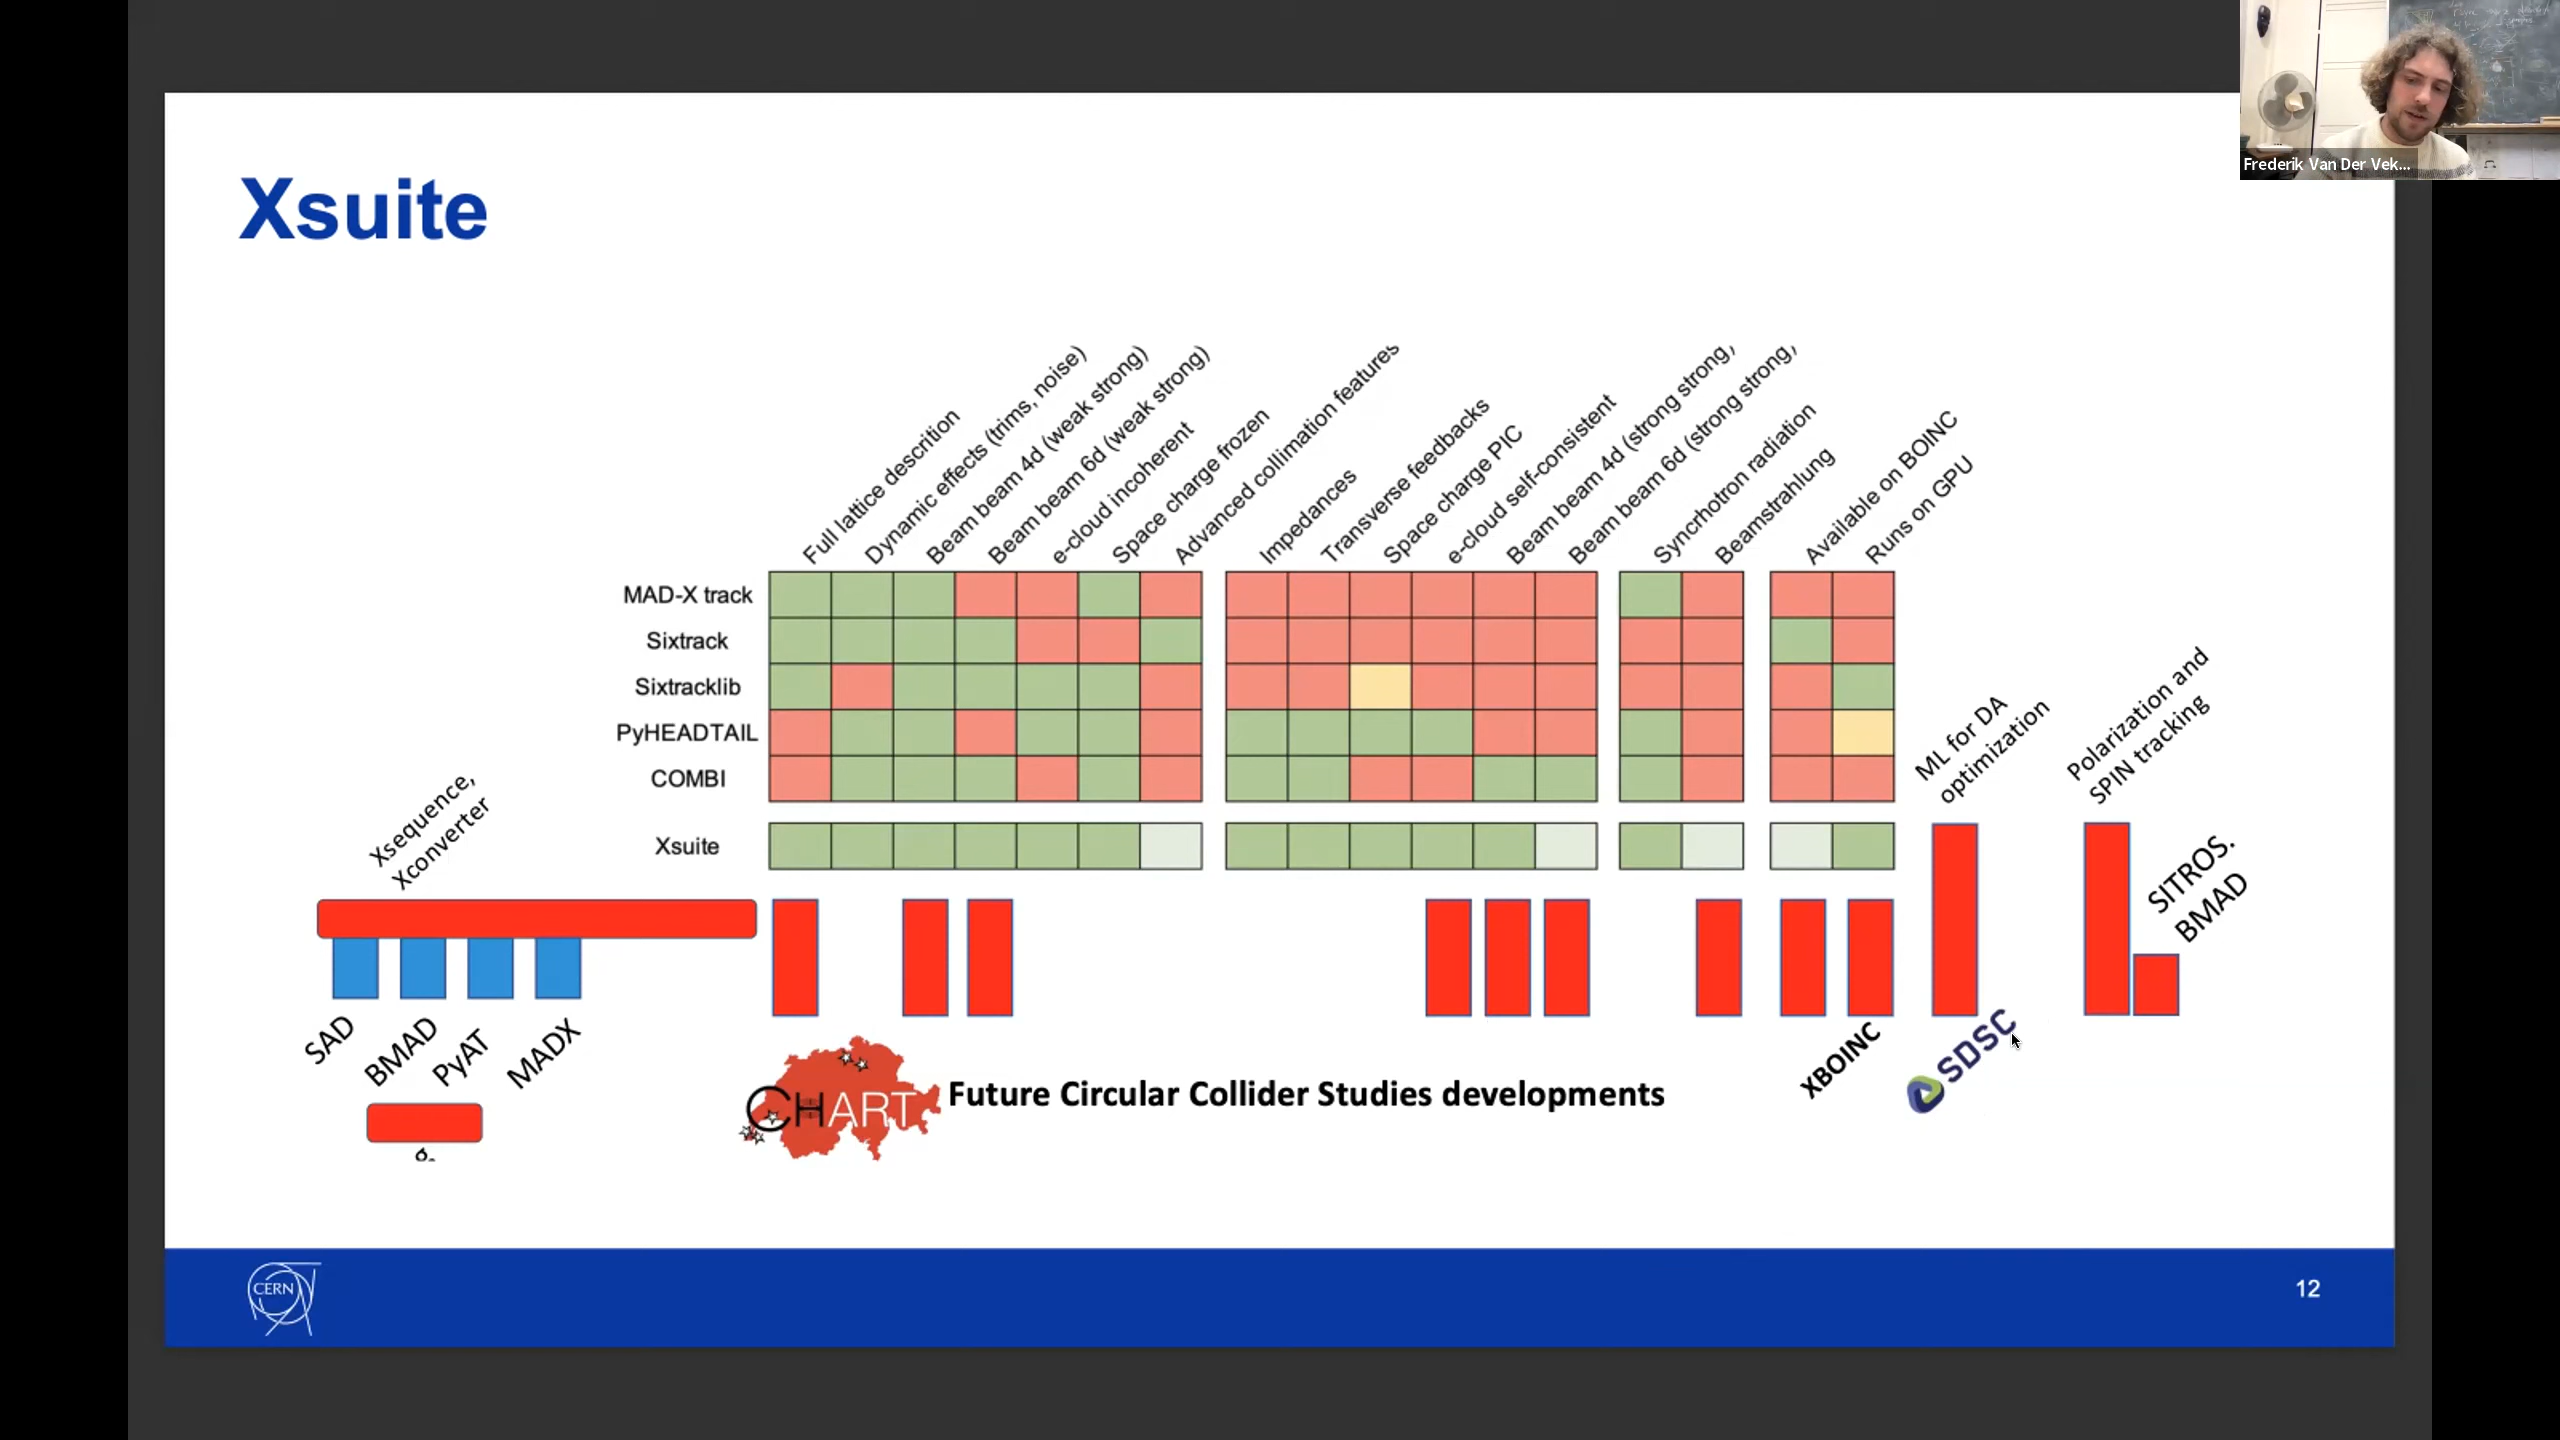 Frederik Van Der Vek...
Xsuite
Full lattice descrition
Dynamic effects (trims, noise)
Beam beam 4d (weak strong)
Beam beam 6d (weak strong)
e-cloud incoherent
Space charge frozen
Advanced collimation features
Impedances
Transverse feedbacks
Space charge PIC
e-cloud self-consistent
Beam beam 4d (strong strong,
Beam beam 6d (strong strong,
Syncrhotron radiation
Beamstrahlung
Available on BOINC
Runs on GPU
MAD-X track
Sixtrack
Sixtracklib
PyHEADTAIL
COMBI
Xsuite
Xsequence,
Xconverter
ML for DA
optimization
Polarization and
SPIN tracking
SITROS.
BMAD
SAD
BMAD
PyAT
MADX
CHART
Future Circular Collider Studies developments
XBOINC
SDSC
CERN
12